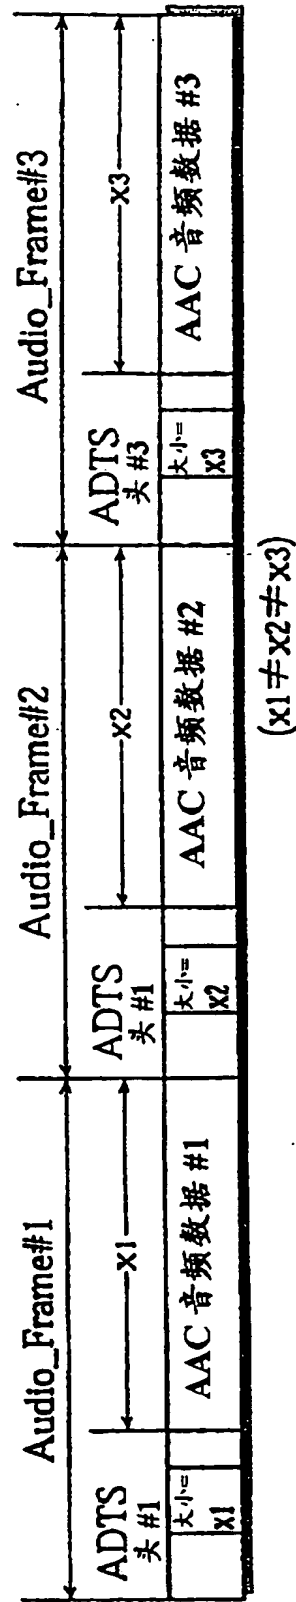 Audio_Frame#1
Audio_Frame#2
Audio_Frame#3
ADTS
头 #1
x1
ADTS
头 #1
x2
ADTS
头 #3
x3
大小=
x1
AAC 音频数据 #1
大小=
x2
AAC 音频数据 #2
大小=
x3
AAC 音频数据 #3
(x1≠x2≠x3)